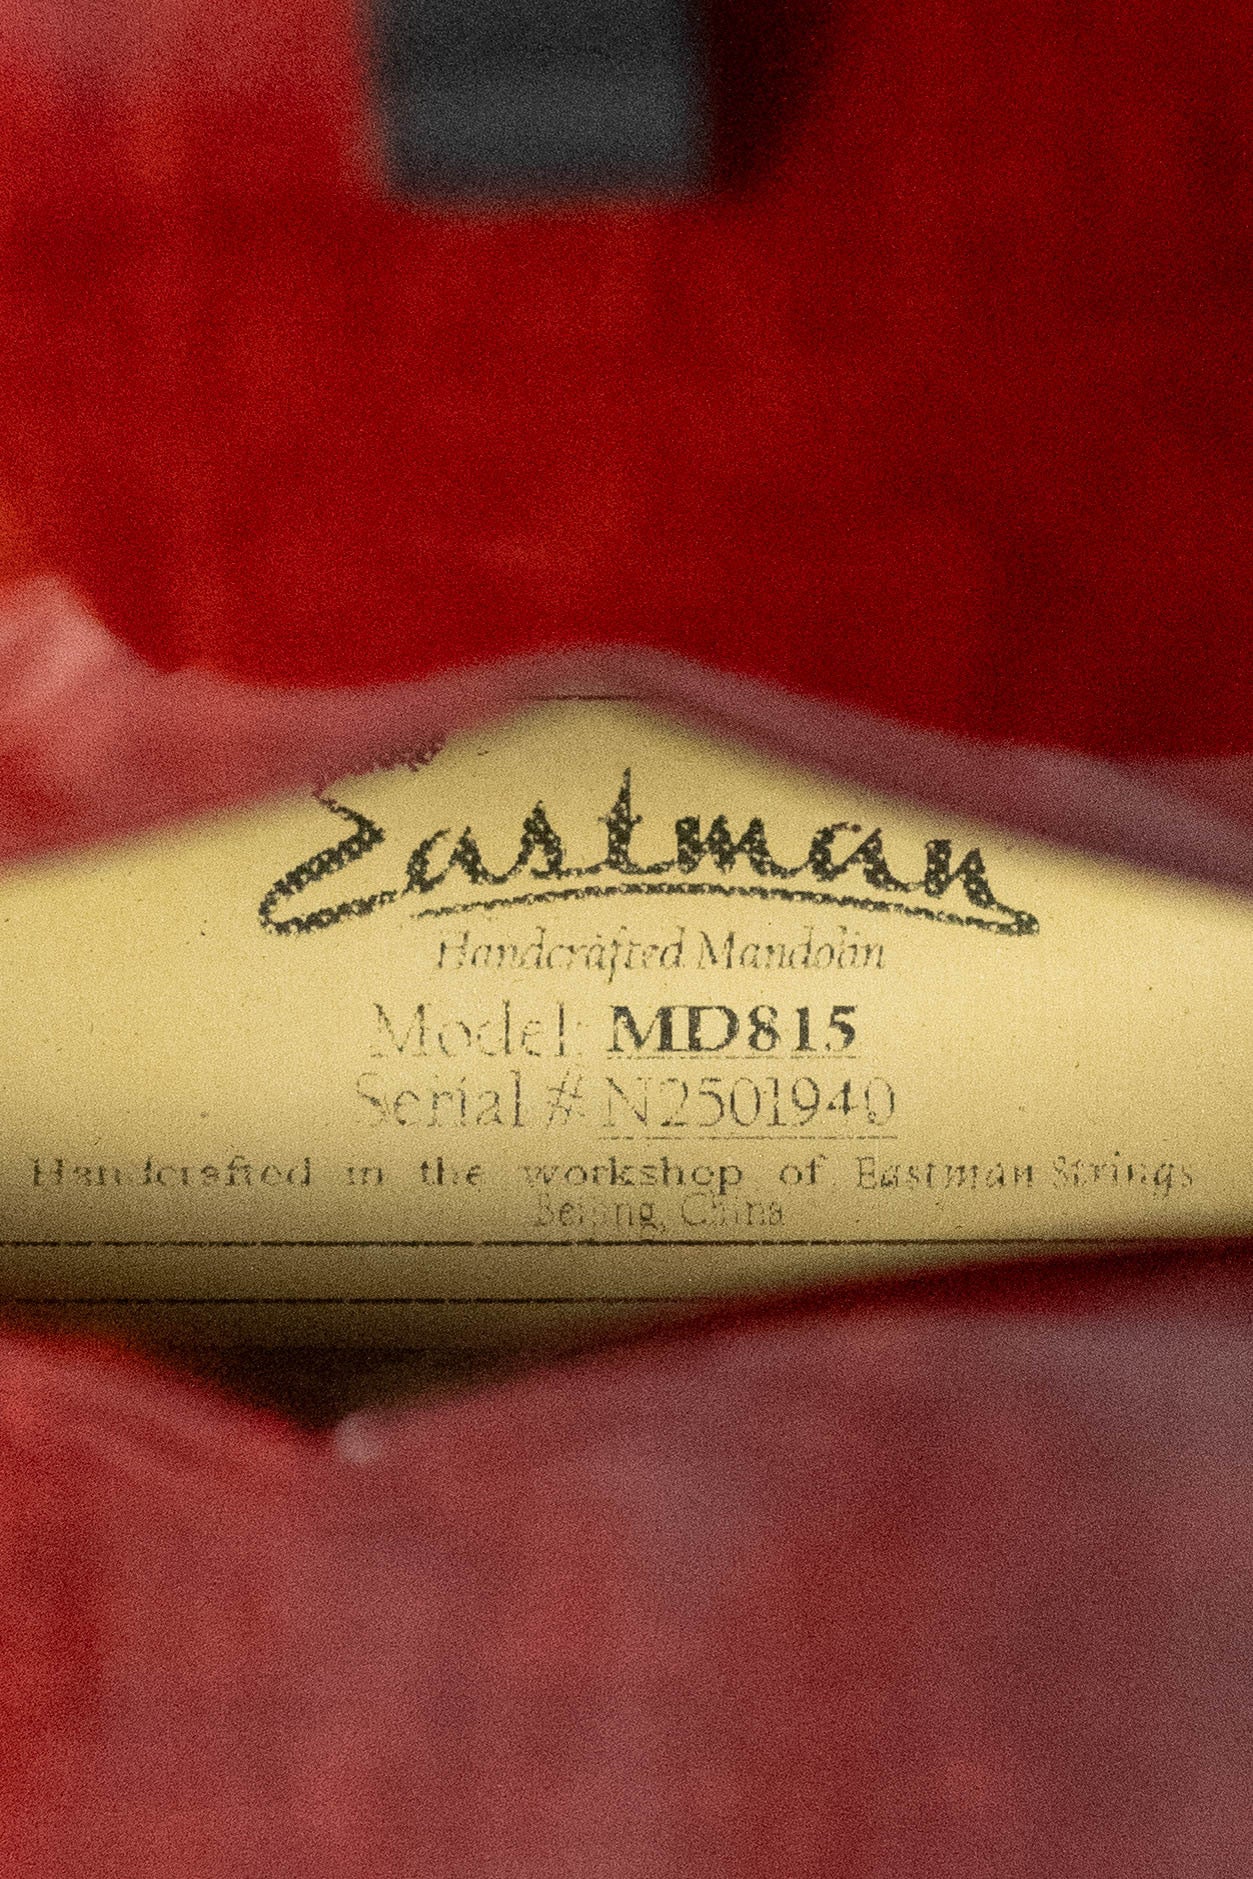 Eastman
Handcrafted Mandolin
Model: MD815
Serial # N2501940
Handcrafted in the workshop of Eastman Strings
Beijing, China